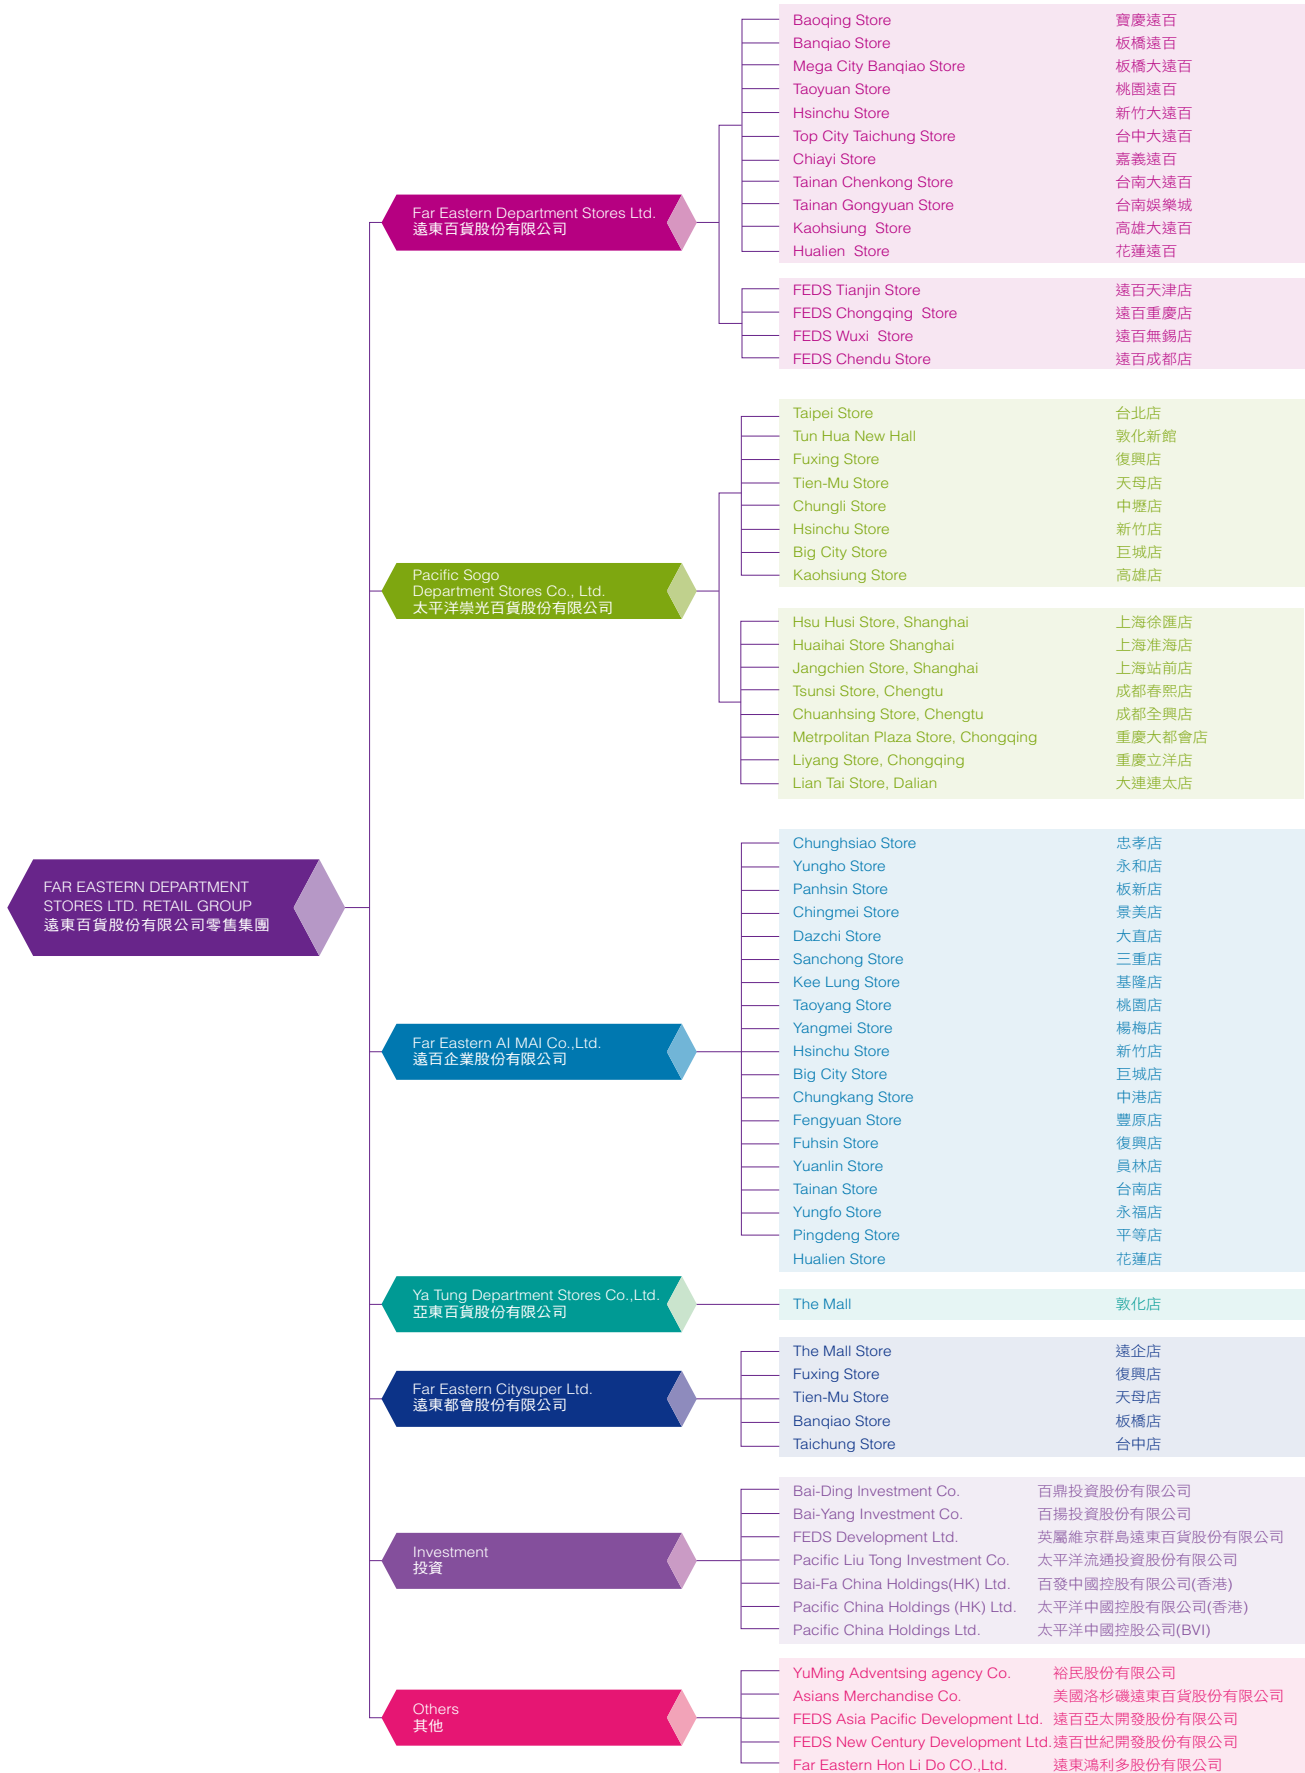 FAR EASTERN DEPARTMENT
STORES LTD. RETAIL GROUP
遠東百貨股份有限公司零售集團
Far Eastern Department Stores Ltd.
遠東百貨股份有限公司
Baoqing Store 寶慶遠百
Banqiao Store 板橋遠百
Mega City Banqiao Store 板橋大遠百
Taoyuan Store 桃園遠百
Hsinchu Store 新竹大遠百
Top City Taichung Store 台中大遠百
Chiayi Store 嘉義遠百
Tainan Chenkong Store 台南大遠百
Tainan Gongyuan Store 台南娛樂城
Kaohsiung Store 高雄大遠百
Hualien Store 花蓮遠百
FEDS Tianjin Store 遠百天津店
FEDS Chongqing Store 遠百重慶店
FEDS Wuxi Store 遠百無錫店
FEDS Chendu Store 遠百成都店
Pacific Sogo
Department Stores Co., Ltd.
太平洋崇光百貨股份有限公司
Taipei Store 台北店
Tun Hua New Hall 敦化新館
Fuxing Store 復興店
Tien-Mu Store 天母店
Chungli Store 中壢店
Hsinchu Store 新竹店
Big City Store 巨城店
Kaohsiung Store 高雄店
Hsu Husi Store, Shanghai 上海徐匯店
Huaihai Store Shanghai 上海淮海店
Jangchien Store, Shanghai 上海站前店
Tsunsi Store, Chengtu 成都春熙店
Chuanhsing Store, Chengtu 成都全興店
Metrpolitan Plaza Store, Chongqing 重慶大都會店
Liyang Store, Chongqing 重慶立洋店
Lian Tai Store, Dalian 大連連太店
Far Eastern AI MAI Co.,Ltd.
遠百企業股份有限公司
Chunghsiao Store 忠孝店
Yungho Store 永和店
Panhsin Store 板新店
Chingmei Store 景美店
Dazchi Store 大直店
Sanchong Store 三重店
Kee Lung Store 基隆店
Taoyang Store 桃園店
Yangmei Store 楊梅店
Hsinchu Store 新竹店
Big City Store 巨城店
Chungkang Store 中港店
Fengyuan Store 豐原店
Fuhsin Store 復興店
Yuanlin Store 員林店
Tainan Store 台南店
Yungfo Store 永福店
Pingdeng Store 平等店
Hualien Store 花蓮店
Ya Tung Department Stores Co.,Ltd.
亞東百貨股份有限公司
The Mall 敦化店
Far Eastern Citysuper Ltd.
遠東都會股份有限公司
The Mall Store 遠企店
Fuxing Store 復興店
Tien-Mu Store 天母店
Banqiao Store 板橋店
Taichung Store 台中店
Investment
投資
Bai-Ding Investment Co. 百鼎投資股份有限公司
Bai-Yang Investment Co. 百揚投資股份有限公司
FEDS Development Ltd. 英屬維京群島遠東百貨股份有限公司
Pacific Liu Tong Investment Co. 太平洋流通投資股份有限公司
Bai-Fa China Holdings(HK) Ltd. 百發中國控股有限公司(香港)
Pacific China Holdings (HK) Ltd. 太平洋中國控股有限公司(香港)
Pacific China Holdings Ltd. 太平洋中國控股公司(BVI)
Others
其他
YuMing Adventsing agency Co. 裕民股份有限公司
Asians Merchandise Co. 美國洛杉磯遠東百貨股份有限公司
FEDS Asia Pacific Development Ltd. 遠百亞太開發股份有限公司
FEDS New Century Development Ltd. 遠百世紀開發股份有限公司
Far Eastern Hon Li Do CO.,Ltd. 遠東鴻利多股份有限公司